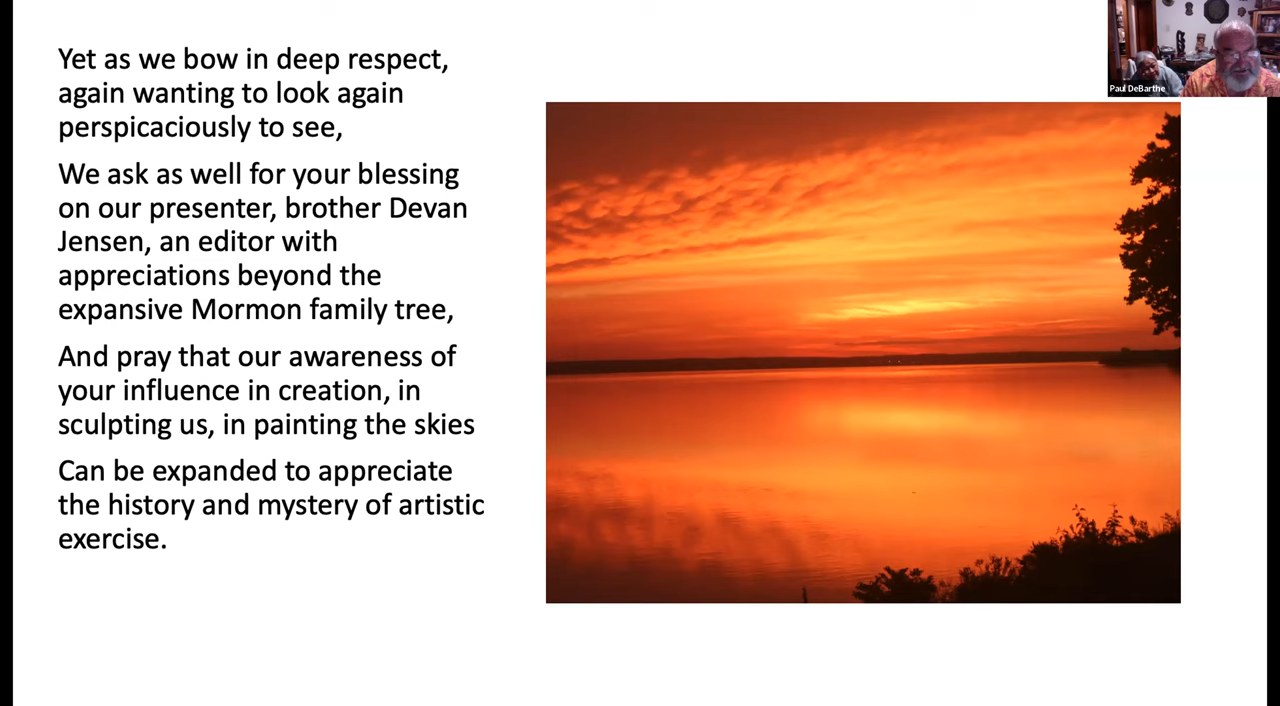 Yet as we bow in deep respect,
again wanting to look again
perspicaciously to see,
We ask as well for your blessing
on our presenter, brother Devan
Jensen, an editor with
appreciations beyond the
expansive Mormon family tree,
And pray that our awareness of
your influence in creation, in
sculpting us, in painting the skies
Can be expanded to appreciate
the history and mystery of artistic
exercise.
Paul DeBarthe